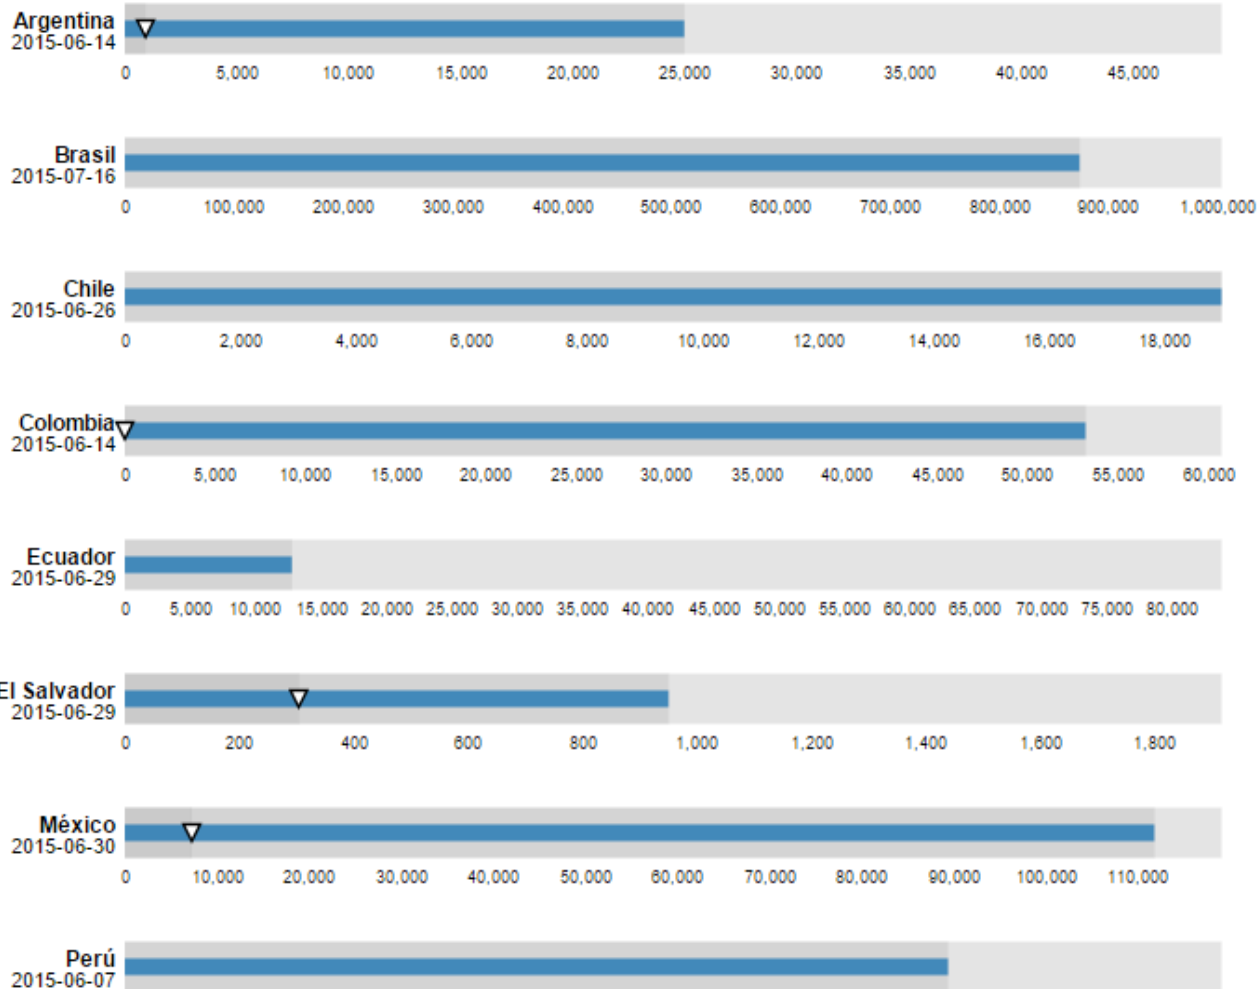 Argentina
2015-06-14
0 5,000 10,000 15,000 20,000 25,000 30,000 35,000 40,000 45,000
Brasil
2015-07-16
0 100,000 200,000 300,000 400,000 500,000 600,000 700,000 800,000 900,000 1,000,000
Chile
2015-06-26
0 2,000 4,000 6,000 8,000 10,000 12,000 14,000 16,000 18,000
Colombia
2015-06-14
0 5,000 10,000 15,000 20,000 25,000 30,000 35,000 40,000 45,000 50,000 55,000 60,000
Ecuador
2015-06-29
0 5,000 10,000 15,000 20,000 25,000 30,000 35,000 40,000 45,000 50,000 55,000 60,000 65,000 70,000 75,000 80,000
El Salvador
2015-06-29
0 200 400 600 800 1,000 1,200 1,400 1,600 1,800
México
2015-06-30
0 10,000 20,000 30,000 40,000 50,000 60,000 70,000 80,000 90,000 100,000 110,000
Perú
2015-06-07